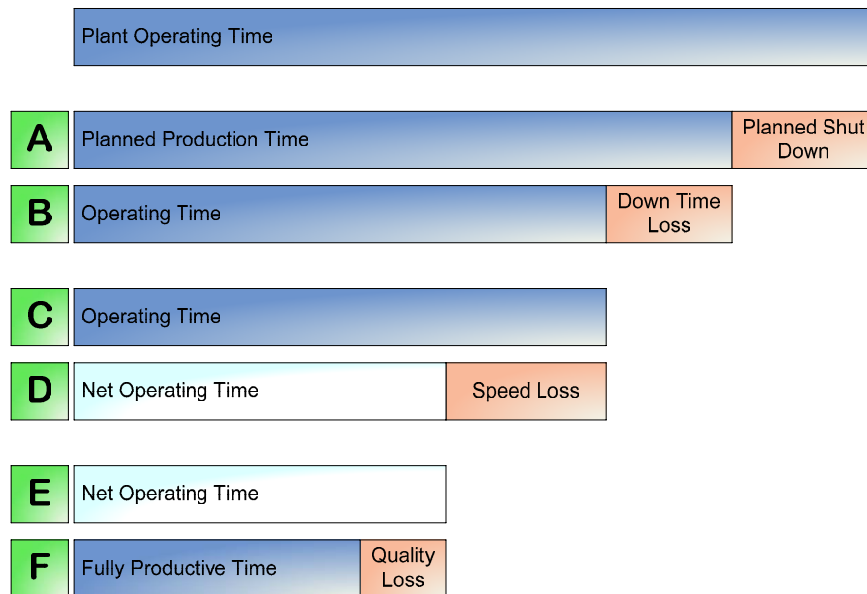 Plant Operating Time
A Planned Production Time Planned Shut
Down
B Operating Time Down Time
Loss
C Operating Time
D Net Operating Time Speed Loss
E Net Operating Time
F Fully Productive Time Quality
Loss